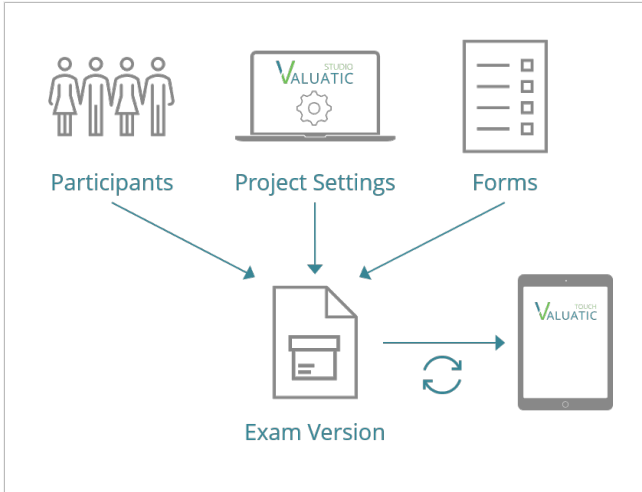 STUDIO
VALUATIC
Participants
Project Settings
Forms
TOUCH
VALUATIC
Exam Version